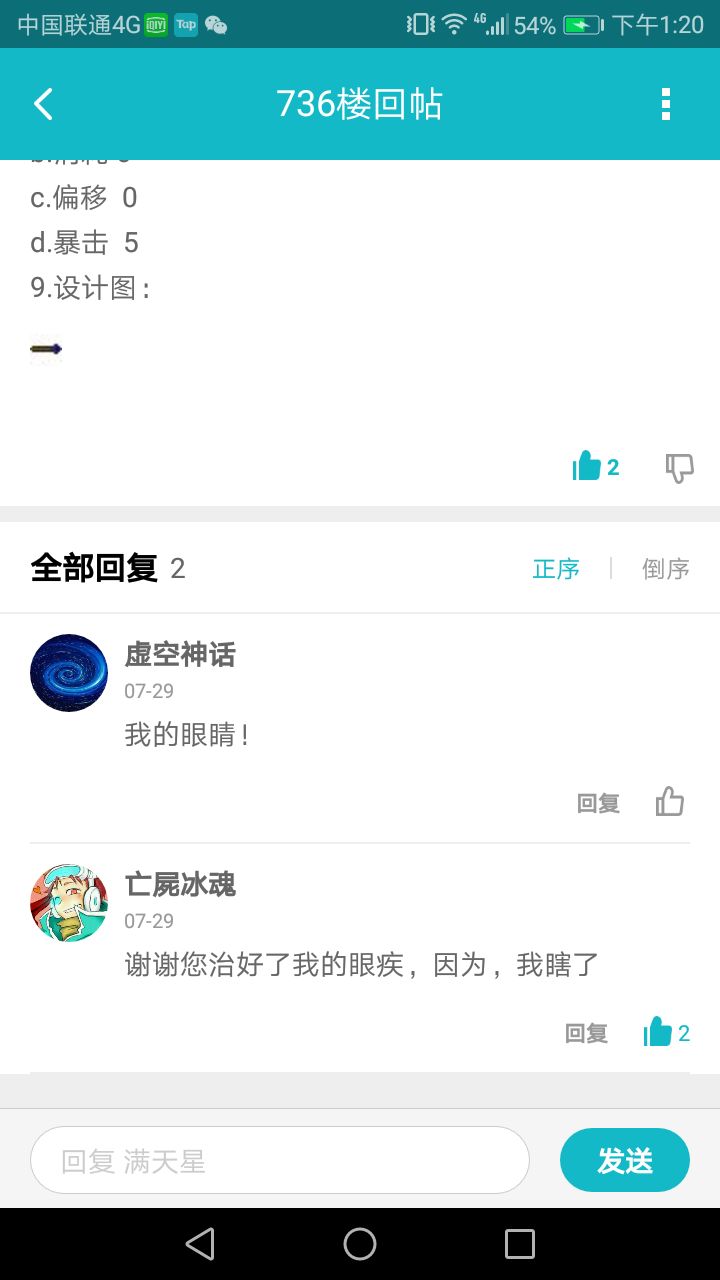 中国联通4G iQIYI Tap 4G 54% 下午1:20
736楼回帖
c.偏移 0
d.暴击 5
9.设计图:
2
全部回复 2 正序 倒序
虚空神话
07-29
我的眼睛!
回复
亡屍冰魂
07-29
谢谢您治好了我的眼疾，因为，我瞎了
回复 2
回复 满天星 发送